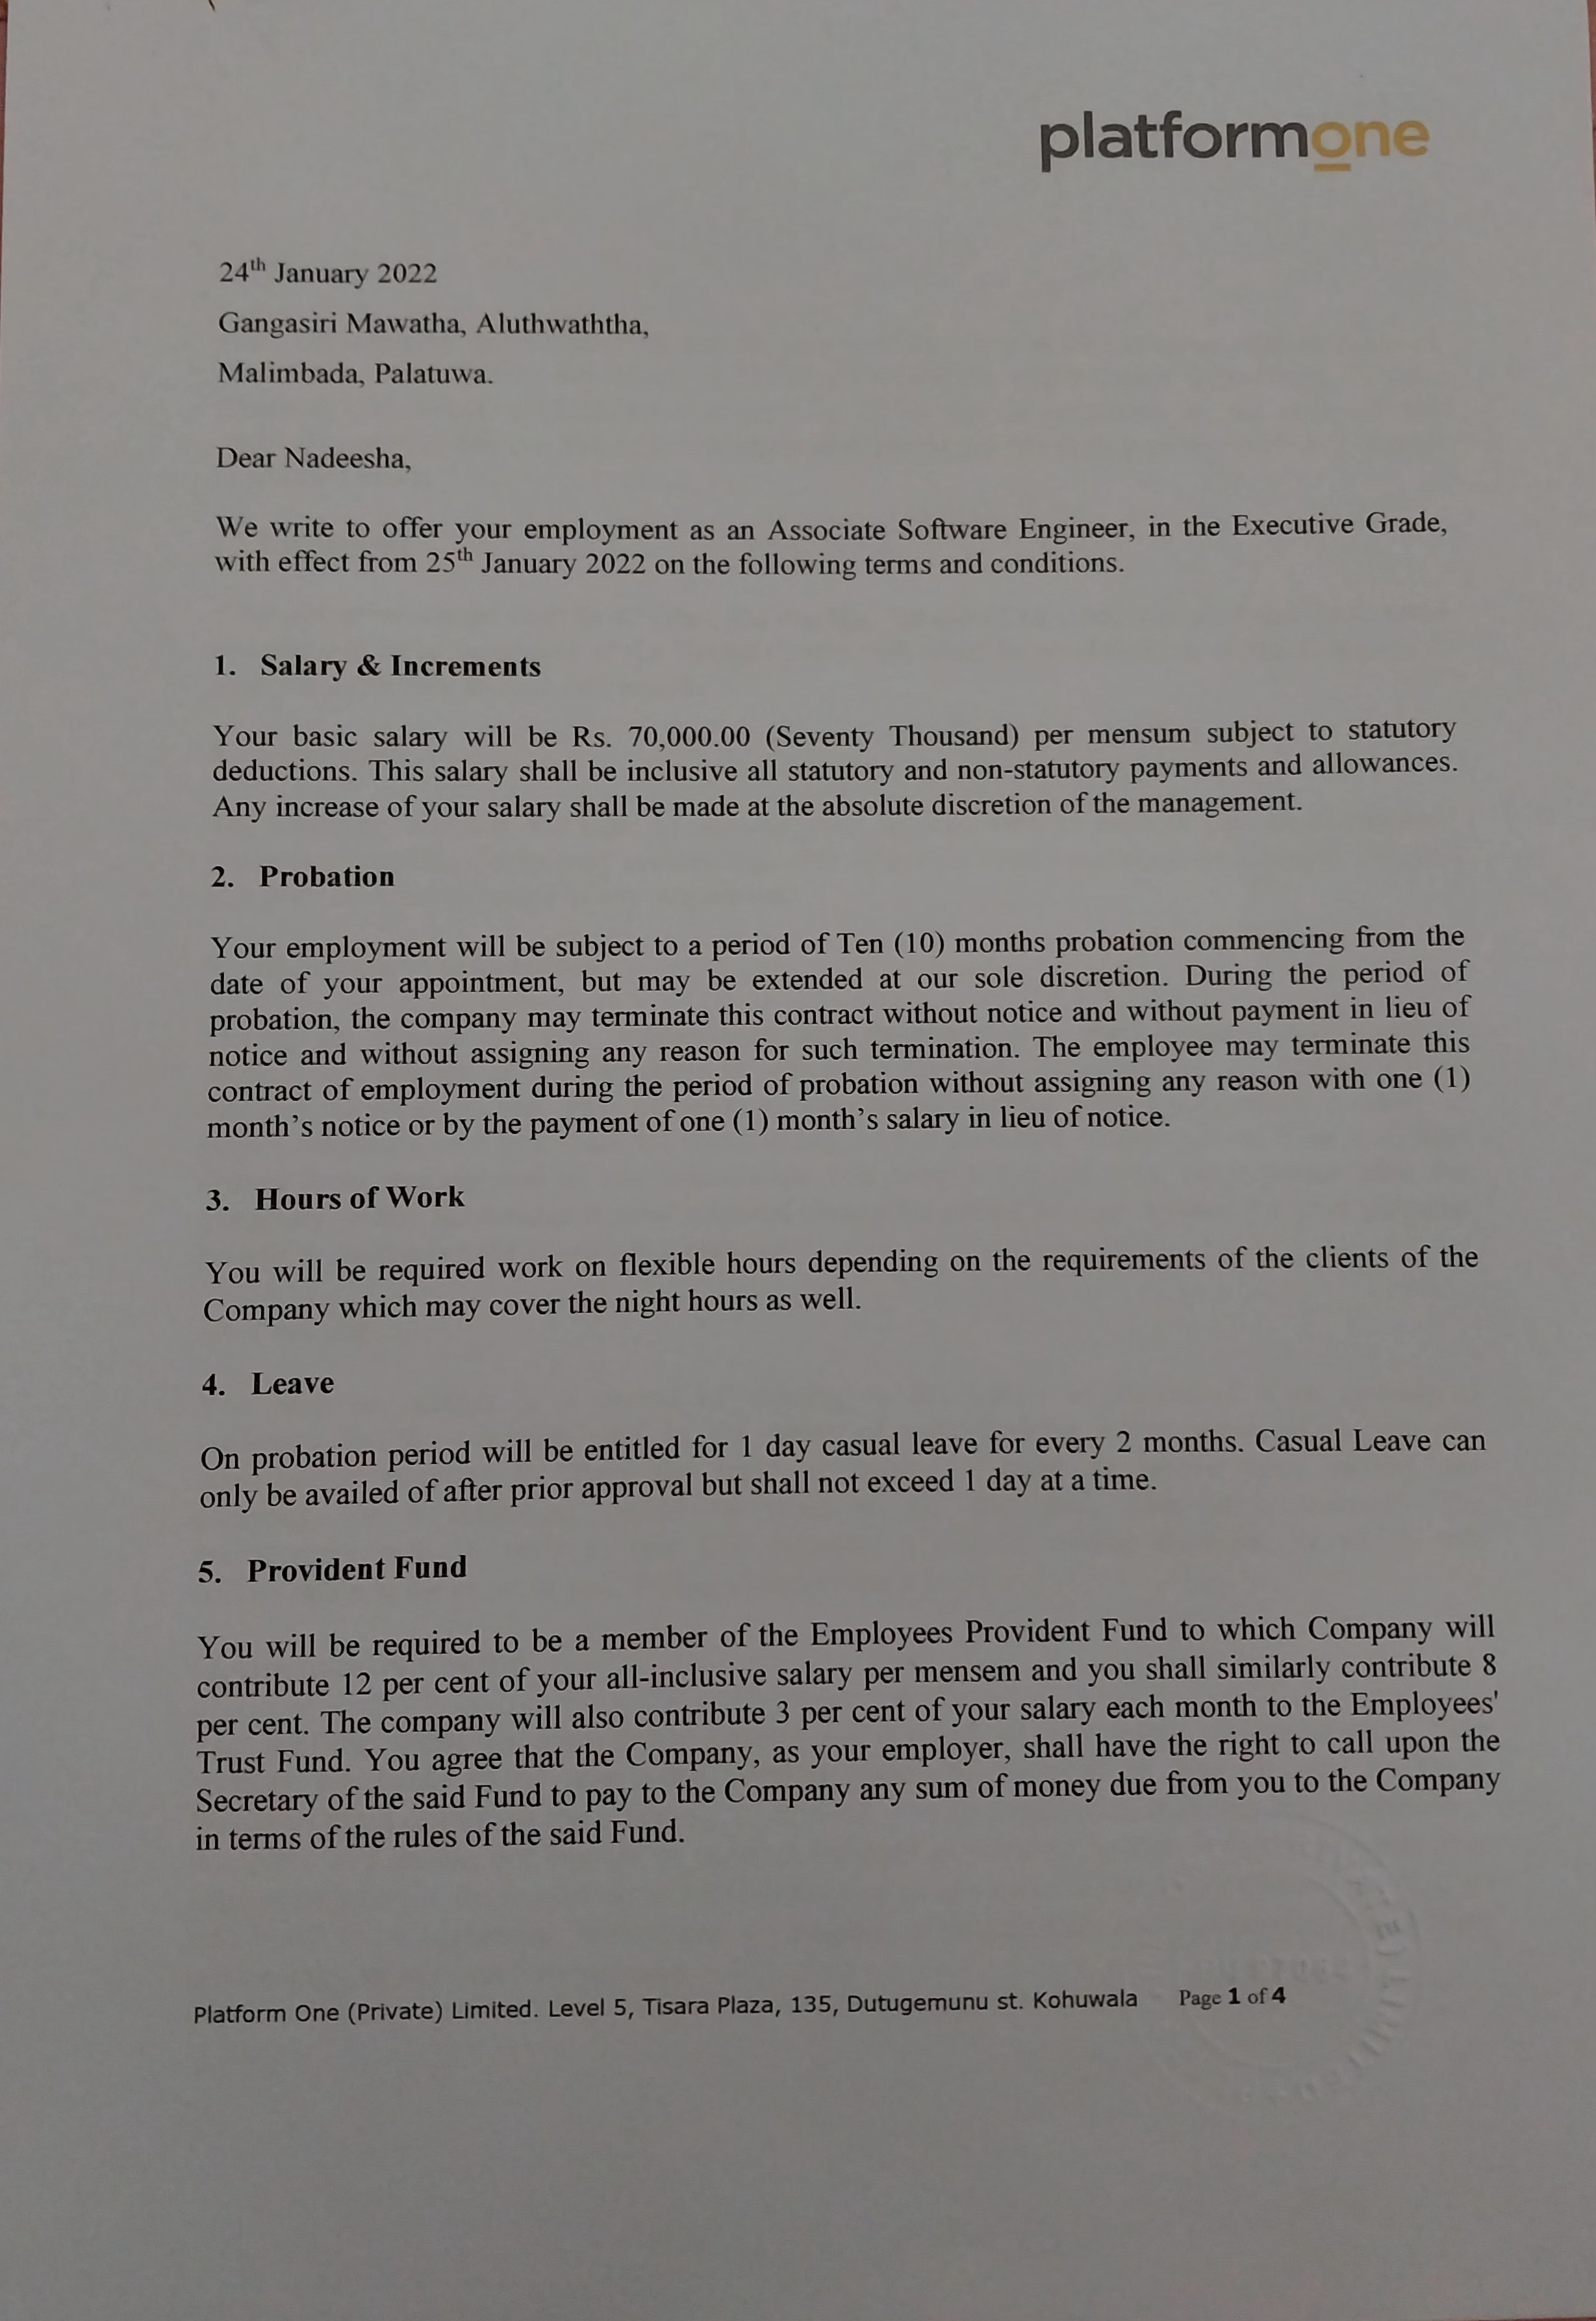 platformone
24th January 2022
Gangasiri Mawatha, Aluthwaththa,
Malimbada, Palatuwa.
Dear Nadeesha,
We write to offer your employment as an Associate Software Engineer, in the Executive Grade,
with effect from 25th January 2022 on the following terms and conditions.
1. Salary & Increments
Your basic salary will be Rs. 70,000.00 (Seventy Thousand) per mensum subject to statutory
deductions. This salary shall be inclusive all statutory and non-statutory payments and allowances.
Any increase of your salary shall be made at the absolute discretion of the management.
2. Probation
Your employment will be subject to a period of Ten (10) months probation commencing from the
date of your appointment, but may be extended at our sole discretion. During the period of
probation, the company may terminate this contract without notice and without payment in lieu of
notice and without assigning any reason for such termination. The employee may terminate this
contract of employment during the period of probation without assigning any reason with one (1)
month's notice or by the payment of one (1) month's salary in lieu of notice.
3. Hours of Work
You will be required work on flexible hours depending on the requirements of the clients of the
Company which may cover the night hours as well.
4. Leave
On probation period will be entitled for 1 day casual leave for every 2 months. Casual Leave can
only be availed of after prior approval but shall not exceed 1 day at a time.
5. Provident Fund
You will be required to be a member of the Employees Provident Fund to which Company will
contribute 12 per cent of your all-inclusive salary per mensem and you shall similarly contribute 8
per cent. The company will also contribute 3 per cent of your salary each month to the Employees'
Trust Fund. You agree that the Company, as your employer, shall have the right to call upon the
Secretary of the said Fund to pay to the Company any sum of money due from you to the Company
in terms of the rules of the said Fund.
Platform One (Private) Limited. Level 5, Tisara Plaza, 135, Dutugemunu st. Kohuwala Page 1 of 4